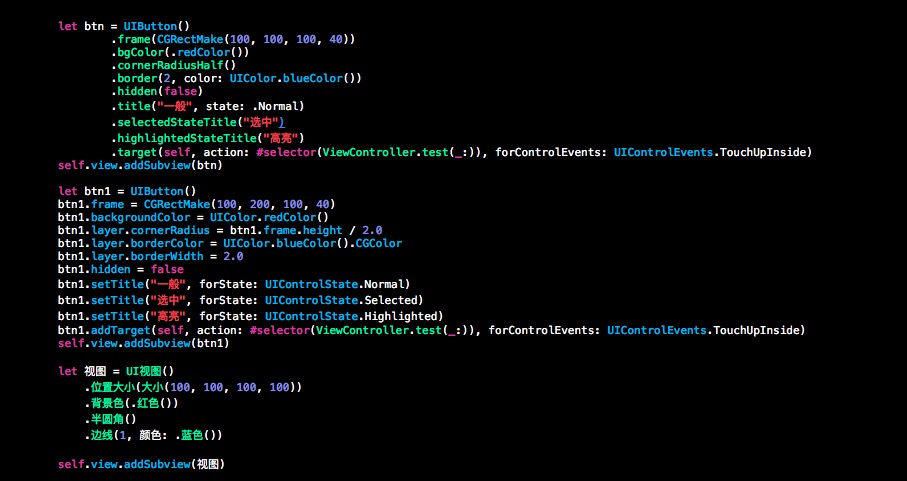 let btn = UIButton()
.frame(CGRectMake(100, 100, 100, 40))
.bgColor(.redColor())
.cornerRadiusHalf()
.border(2, color: UIColor.blueColor())
.hidden(false)
.title("一般", state: .Normal)
.selectedStateTitle("选中")
.highlightedStateTitle("高亮")
.target(self, action: #selector(ViewController.test(_:)), forControlEvents: UIControlEvents.TouchUpInside)
self.view.addSubview(btn)
let btn1 = UIButton()
btn1.frame = CGRectMake(100, 200, 100, 40)
btn1.backgroundColor = UIColor.redColor()
btn1.layer.cornerRadius = btn1.frame.height / 2.0
btn1.layer.borderColor = UIColor.blueColor().CGColor
btn1.layer.borderWidth = 2.0
btn1.hidden = false
btn1.setTitle("一般", forState: UIControlState.Normal)
btn1.setTitle("选中", forState: UIControlState.Selected)
btn1.setTitle("高亮", forState: UIControlState.Highlighted)
btn1.addTarget(self, action: #selector(ViewController.test(_:)), forControlEvents: UIControlEvents.TouchUpInside)
self.view.addSubview(btn1)
let 视图 = UI视图()
.位置大小(大小(100, 100, 100, 100))
.背景色(.红色())
.半圆角()
.边线(1, 颜色: .蓝色())
self.view.addSubview(视图)